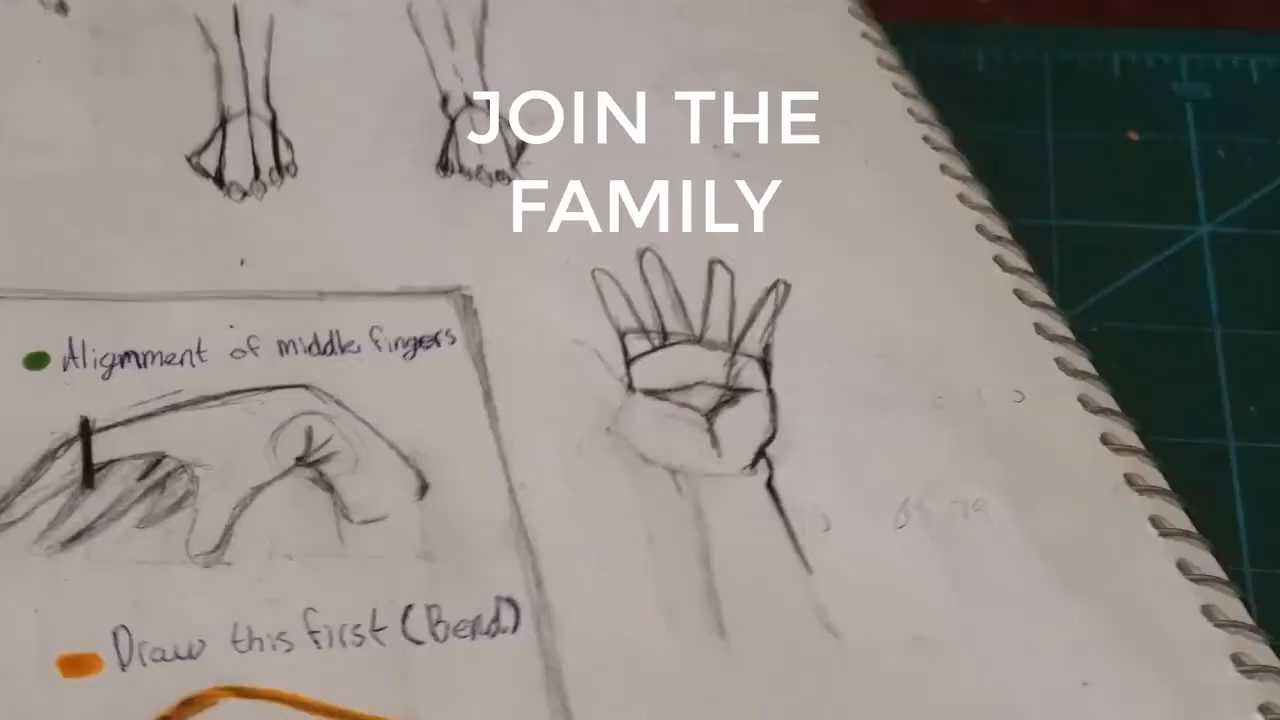 JOIN THE
FAMILY
Alignment of middle fingers
Draw this first (Bend)